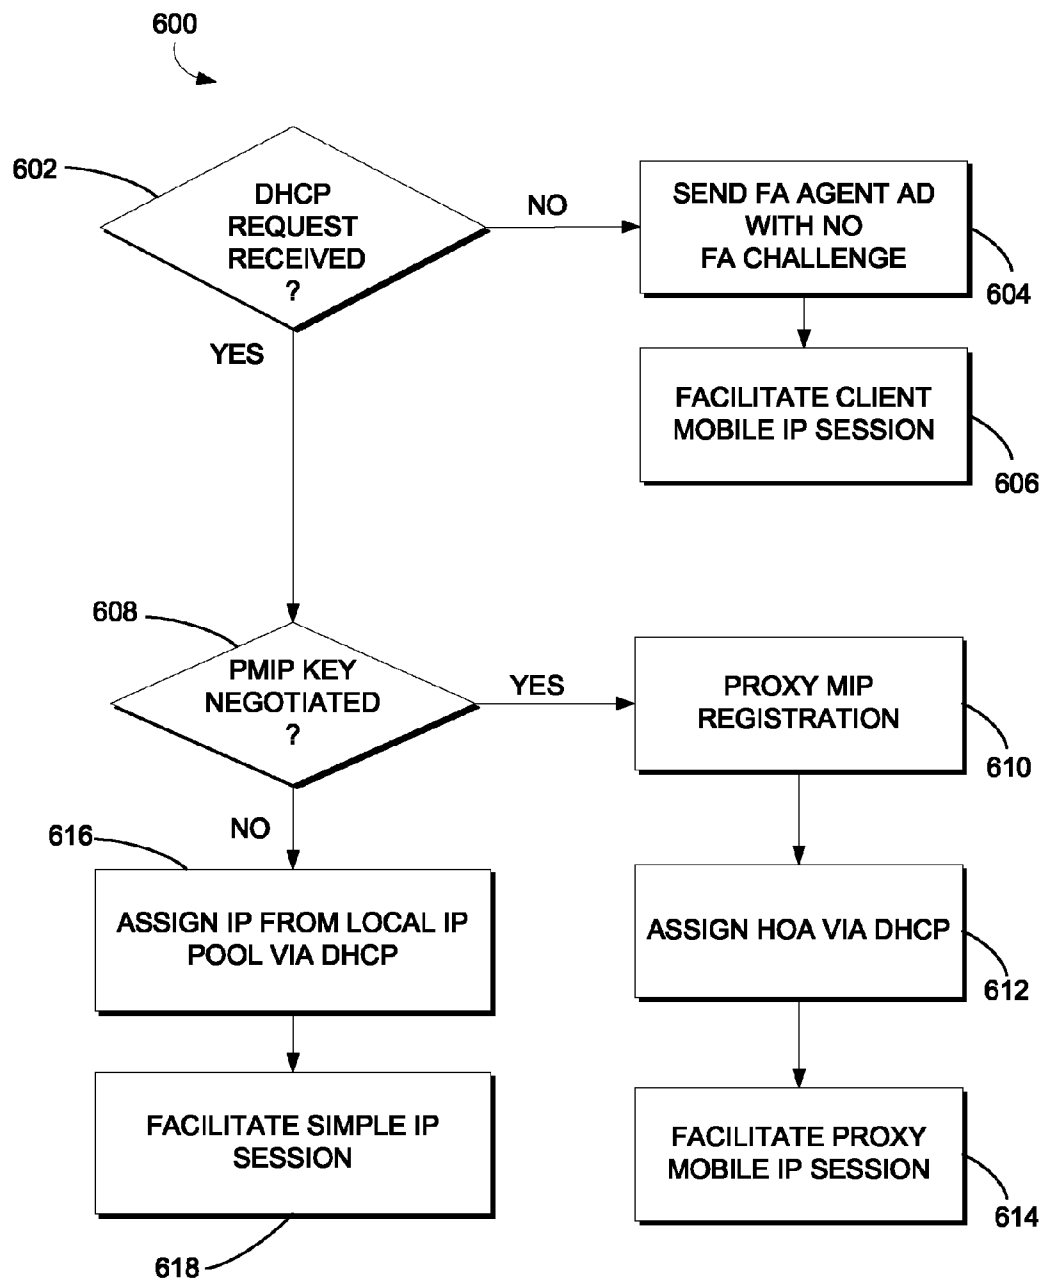 600
602
DHCP
REQUEST
RECEIVED
?
NO
SEND FA AGENT AD
WITH NO
FA CHALLENGE
604
YES
FACILITATE CLIENT
MOBILE IP SESSION
606
608
PMIP KEY
NEGOTIATED
?
YES
PROXY MIP
REGISTRATION
610
NO
616
ASSIGN IP FROM LOCAL IP
POOL VIA DHCP
ASSIGN HOA VIA DHCP
612
FACILITATE SIMPLE IP
SESSION
618
FACILITATE PROXY
MOBILE IP SESSION
614